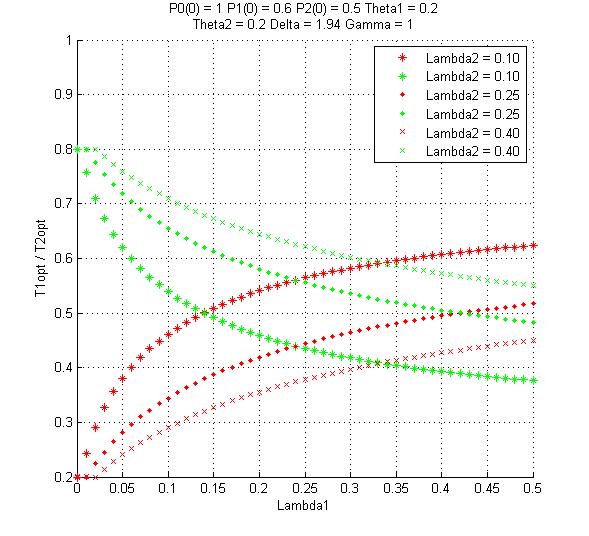 P0(0) = 1 P1(0) = 0.6 P2(0) = 0.5 Theta1 = 0.2
Theta2 = 0.2 Delta = 1.94 Gamma = 1
Lambda2 = 0.10
Lambda2 = 0.10
Lambda2 = 0.25
Lambda2 = 0.25
Lambda2 = 0.40
Lambda2 = 0.40
T1opt / T2opt
1
0.9
0.8
0.7
0.6
0.5
0.4
0.3
0.2
0 0.05 0.1 0.15 0.2 0.25 0.3 0.35 0.4 0.45 0.5
Lambda1